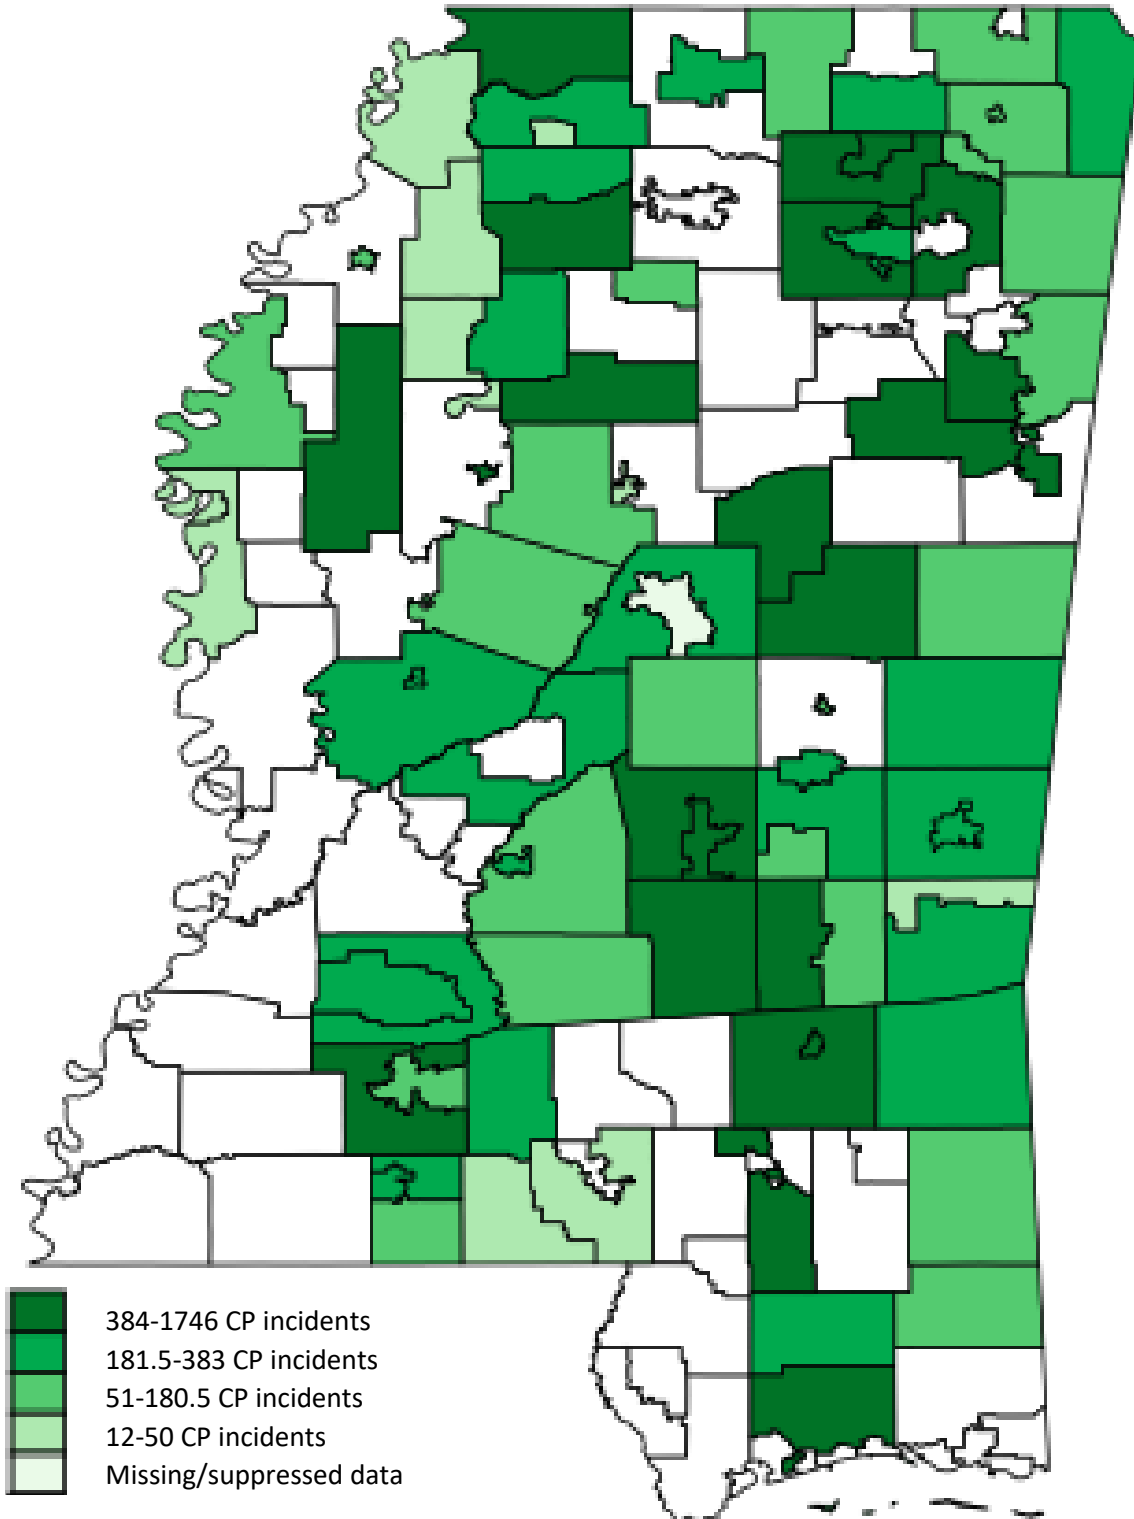 384-1746 CP incidents
181.5-383 CP incidents
51-180.5 CP incidents
12-50 CP incidents
Missing/suppressed data